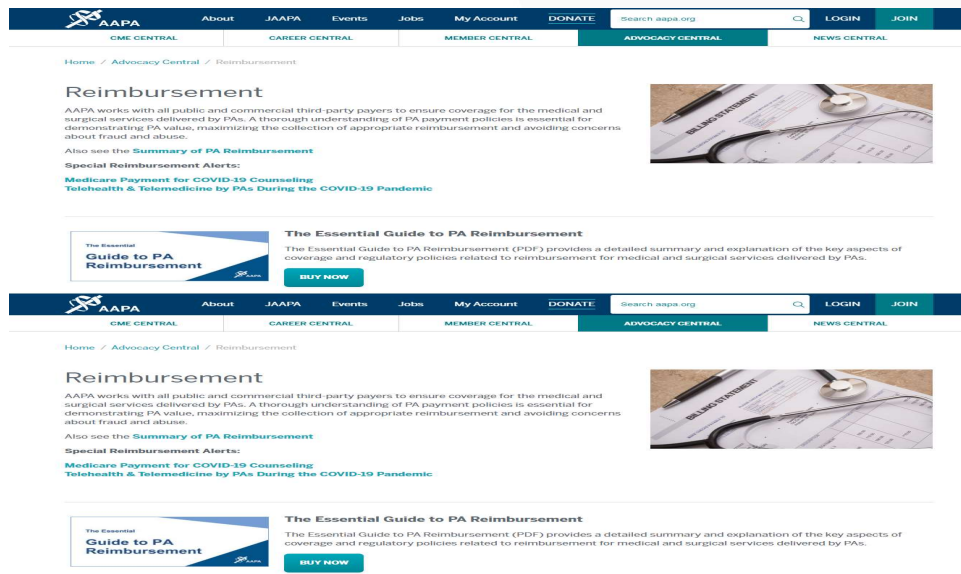 AAPA About JAAPA Events Jobs My Account DONATE Search aapa.org LOGIN JOIN
CME CENTRAL CAREER CENTRAL MEMBER CENTRAL ADVOCACY CENTRAL NEWS CENTRAL
Home / Advocacy Central / Reimbursement
Reimbursement
AAPA works with all public and commercial third-party payers to ensure coverage for the medical and
surgical services delivered by PAs. A thorough understanding of PA payment policies is essential for
demonstrating PA value, maximizing the collection of appropriate reimbursement and avoiding concerns
about fraud and abuse.
Also see the Summary of PA Reimbursement
Special Reimbursement Alerts:
Medicare Payment for COVID-19 Counseling
Telehealth & Telemedicine by PAs During the COVID-19 Pandemic
BILLING STATEMENT
The Essential
Guide to PA
Reimbursement
AAPA
The Essential Guide to PA Reimbursement
The Essential Guide to PA Reimbursement (PDF) provides a detailed summary and explanation of the key aspects of
coverage and regulatory policies related to reimbursement for medical and surgical services delivered by PAs.
BUY NOW
AAPA About JAAPA Events Jobs My Account DONATE Search aapa.org LOGIN JOIN
CME CENTRAL CAREER CENTRAL MEMBER CENTRAL ADVOCACY CENTRAL NEWS CENTRAL
Home / Advocacy Central / Reimbursement
Reimbursement
AAPA works with all public and commercial third-party payers to ensure coverage for the medical and
surgical services delivered by PAs. A thorough understanding of PA payment policies is essential for
demonstrating PA value, maximizing the collection of appropriate reimbursement and avoiding concerns
about fraud and abuse.
Also see the Summary of PA Reimbursement
Special Reimbursement Alerts:
Medicare Payment for COVID-19 Counseling
Telehealth & Telemedicine by PAs During the COVID-19 Pandemic
BILLING STATEMENT
The Essential
Guide to PA
Reimbursement
AAPA
The Essential Guide to PA Reimbursement
The Essential Guide to PA Reimbursement (PDF) provides a detailed summary and explanation of the key aspects of
coverage and regulatory policies related to reimbursement for medical and surgical services delivered by PAs.
BUY NOW